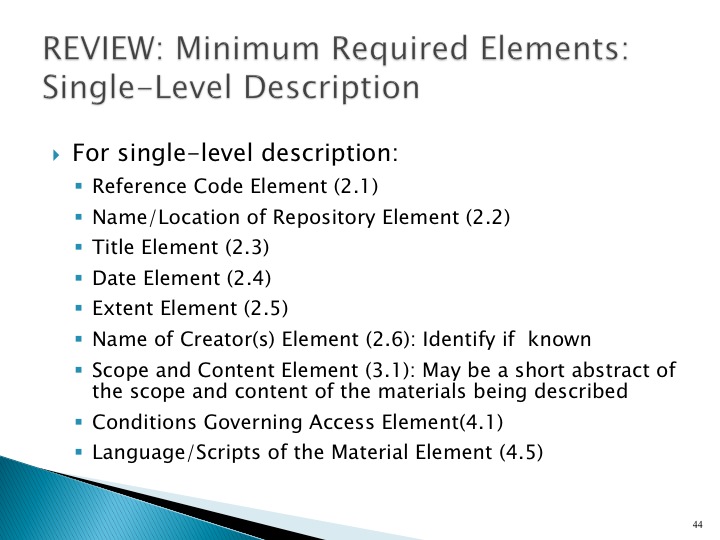 REVIEW: Minimum Required Elements:
Single-Level Description
For single-level description:
Reference Code Element (2.1)
Name/Location of Repository Element (2.2)
Title Element (2.3)
Date Element (2.4)
Extent Element (2.5)
Name of Creator(s) Element (2.6): Identify if  known
Scope and Content Element (3.1): May be a short abstract of
the scope and content of the materials being described
Conditions Governing Access Element(4.1)
Language/Scripts of the Material Element (4.5)
44